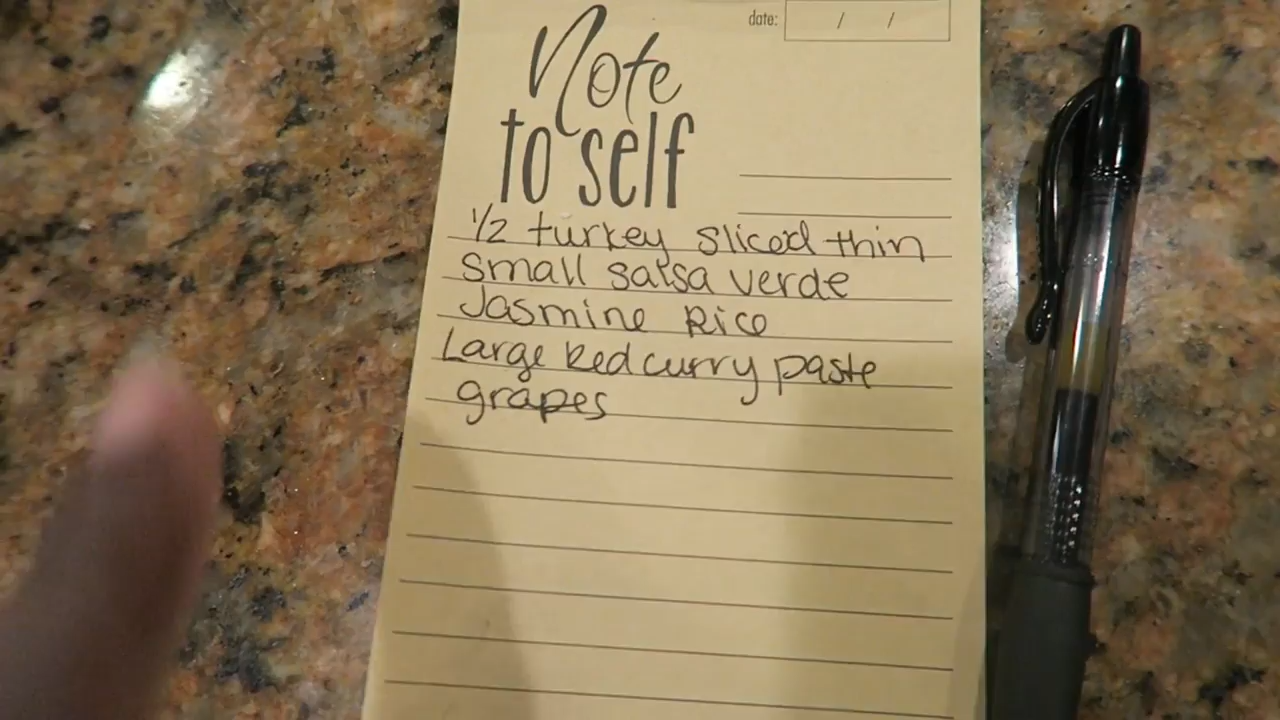 date: / /
Note
to self
1/2 turkey sliced thin
small salsa verde
Jasmine Rice
Large Red curry paste
grapes